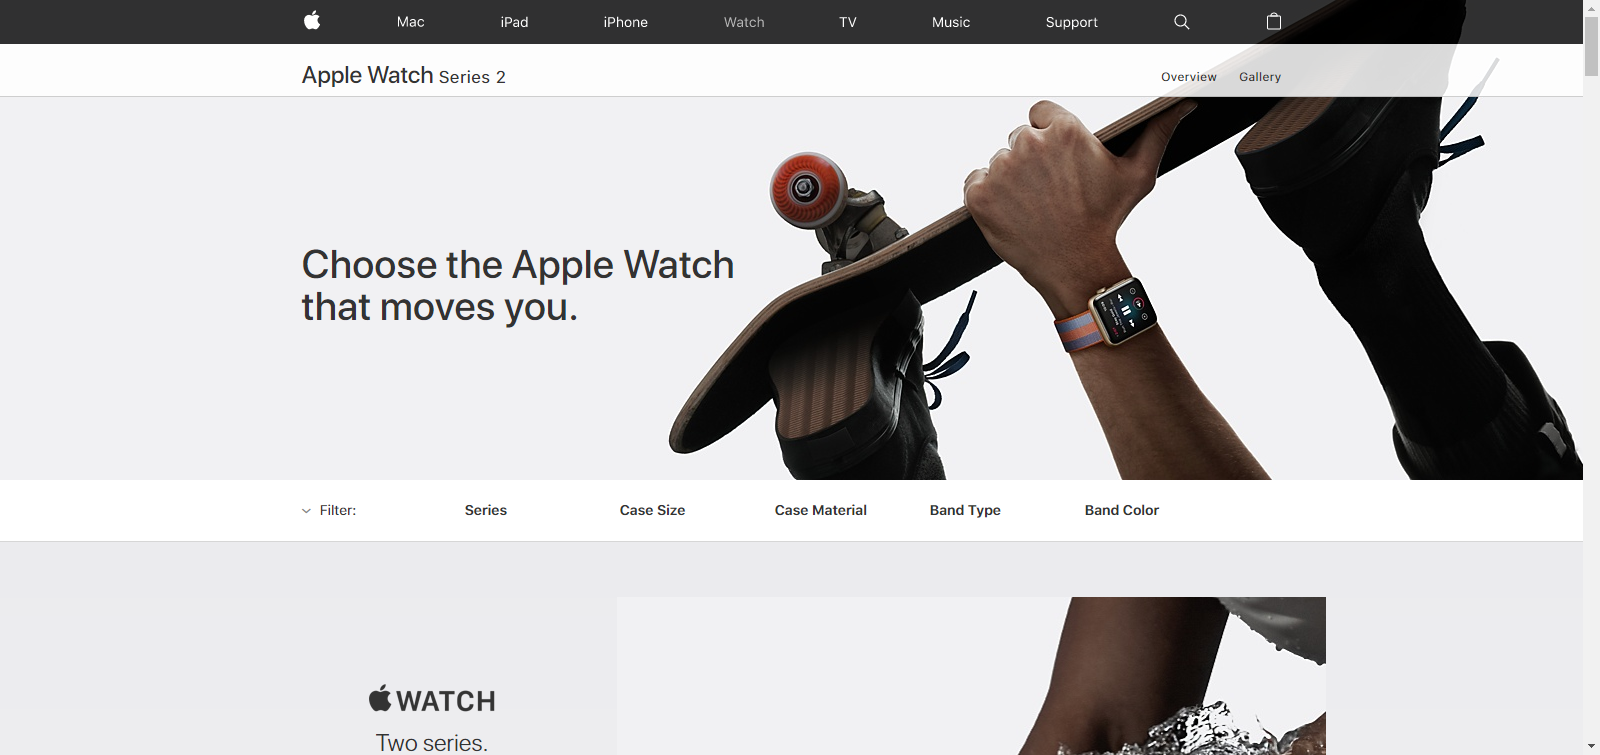 Mac iPad iPhone Watch TV Music Support
Apple Watch Series 2
Overview Gallery
Choose the Apple Watch
that moves you.
Filter: Series Case Size Case Material Band Type Band Color
WATCH
Two series.